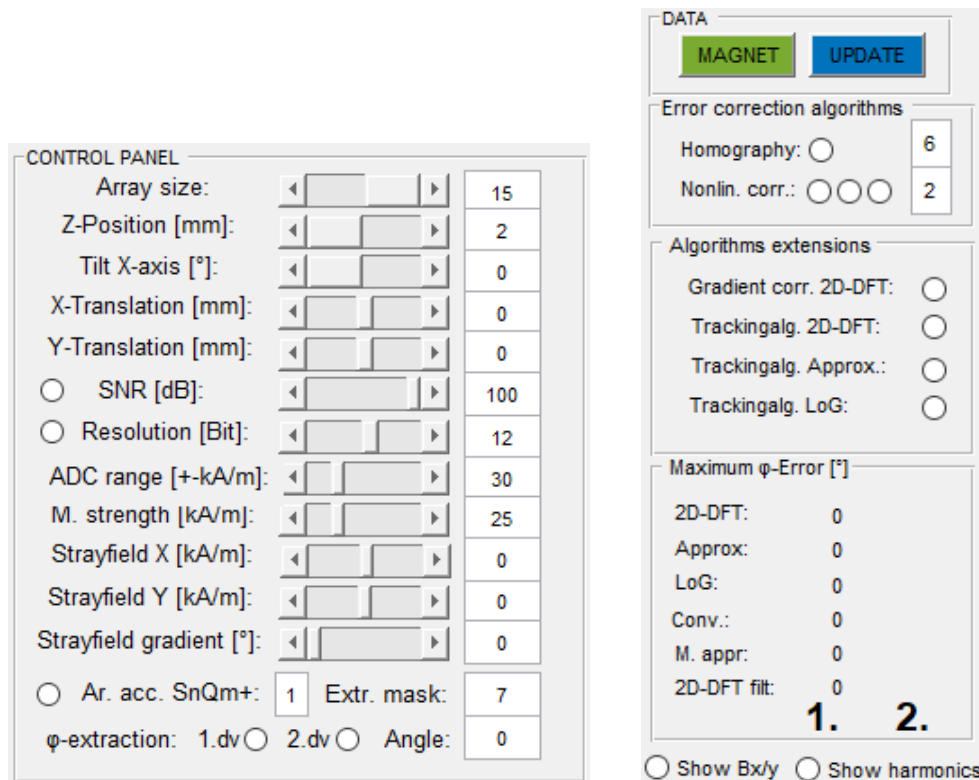 CONTROL PANEL
Array size: 15
Z-Position [mm]: 2
Tilt X-axis [°]: 0
X-Translation [mm]: 0
Y-Translation [mm]: 0
SNR [dB]: 100
Resolution [Bit]: 12
ADC range [+-kA/m]: 30
M. strength [kA/m]: 25
Strayfield X [kA/m]: 0
Strayfield Y [kA/m]: 0
Strayfield gradient [°]: 0
Ar. acc. SnQm+: 1 Extr. mask: 7
φ-extraction: 1.dv 2.dv Angle: 0
DATA
MAGNET UPDATE
Error correction algorithms
Homography: 6
Nonlin. corr.: 2
Algorithms extensions
Gradient corr. 2D-DFT:
Trackingalg. 2D-DFT:
Trackingalg. Approx.:
Trackingalg. LoG:
Maximum φ-Error [°]
2D-DFT: 0
Approx: 0
LoG: 0
Conv.: 0
M. appr: 0
2D-DFT filt: 0
1. 2.
Show Bx/y Show harmonics